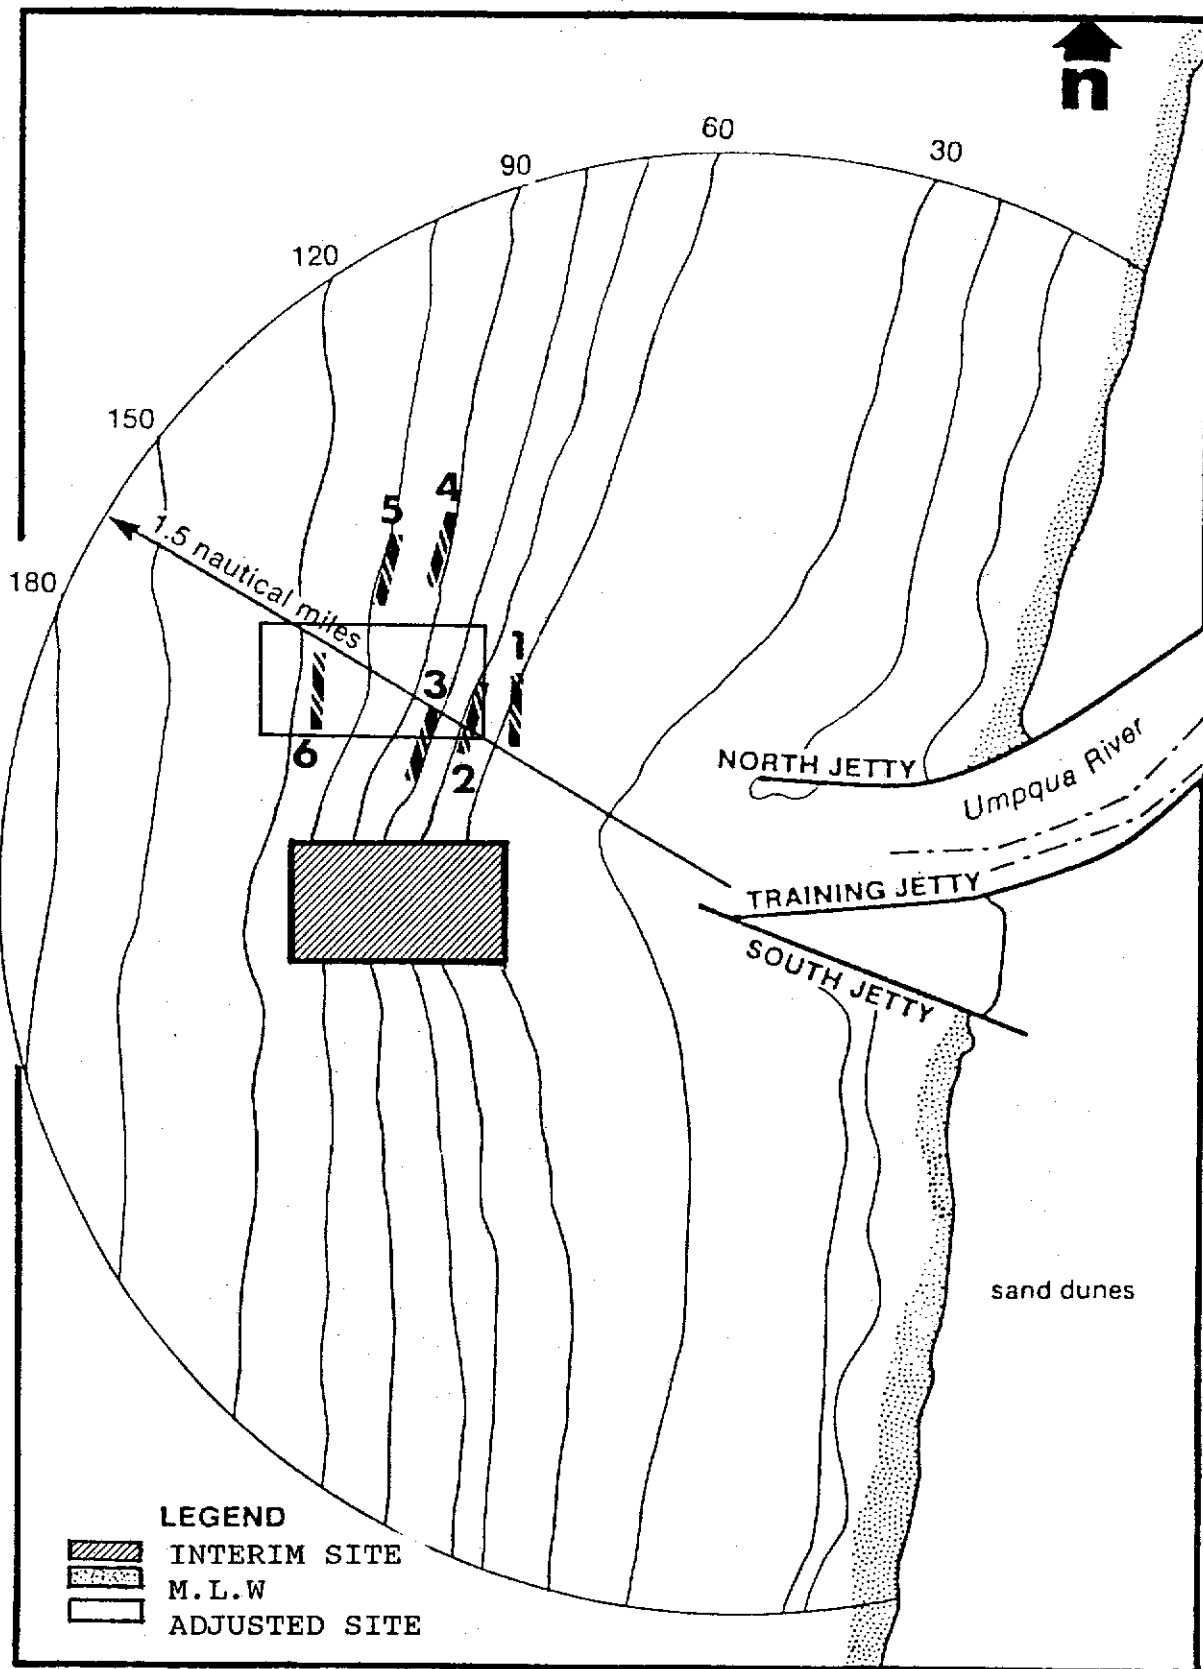 n
60
30
90
120
150
180
1.5 nautical miles
4
5
1
3
6
2
NORTH JETTY
Umpqua River
TRAINING JETTY
SOUTH JETTY
sand dunes
LEGEND
INTERIM SITE
M.L.W
ADJUSTED SITE